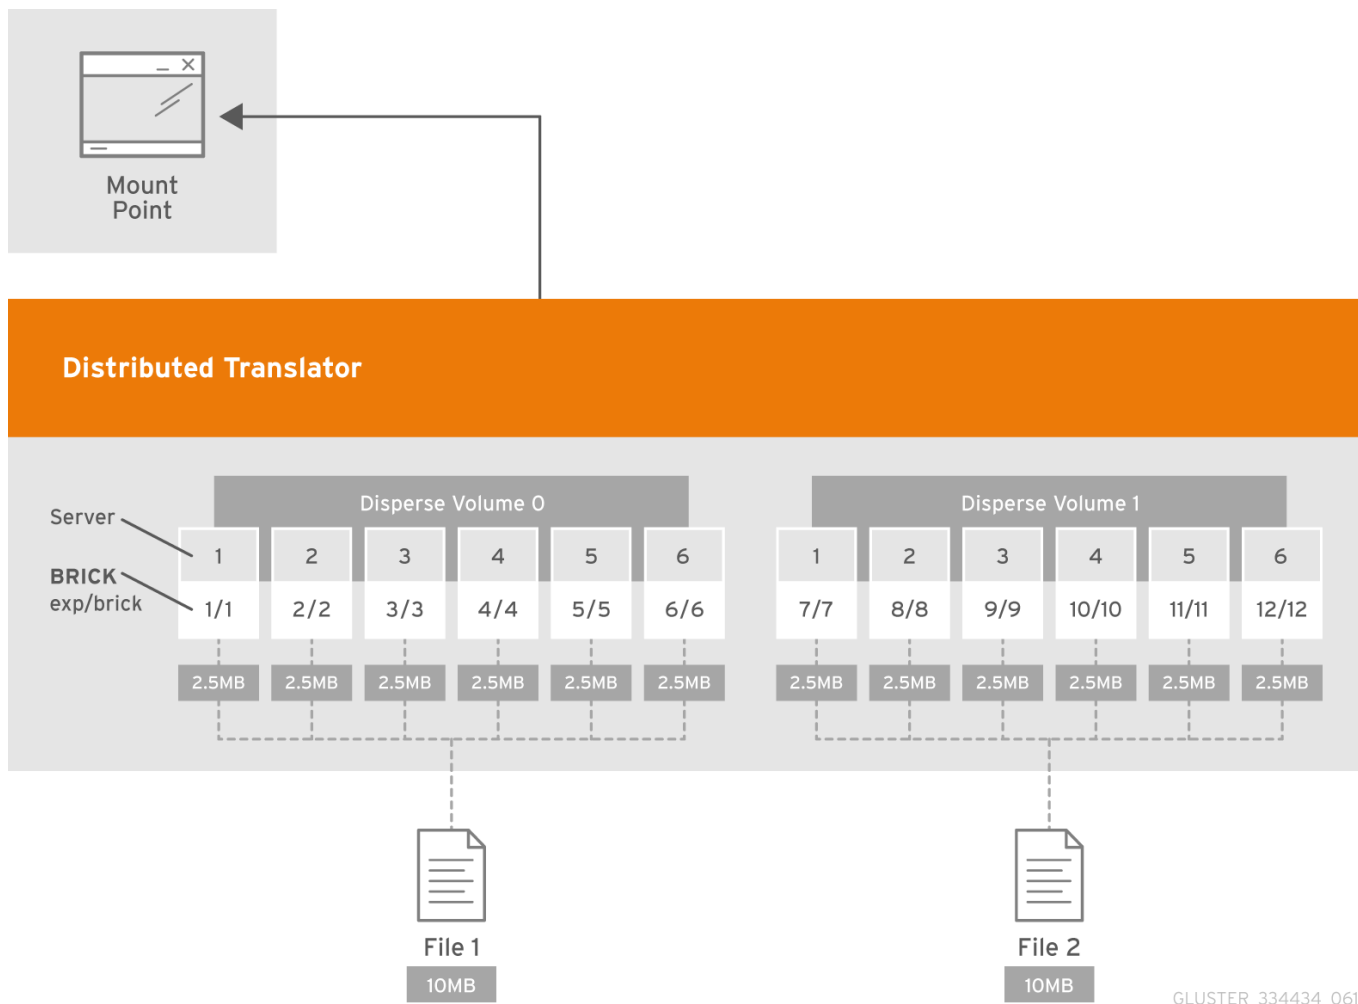 Mount
Point
Distributed Translator
Disperse Volume 0
Disperse Volume 1
Server
1 2 3 4 5 6 1 2 3 4 5 6
BRICK
exp/brick
1/1 2/2 3/3 4/4 5/5 6/6 7/7 8/8 9/9 10/10 11/11 12/12
2.5MB 2.5MB 2.5MB 2.5MB 2.5MB 2.5MB 2.5MB 2.5MB 2.5MB 2.5MB 2.5MB 2.5MB
File 1
10MB
File 2
10MB
GLUSTER_334434_061